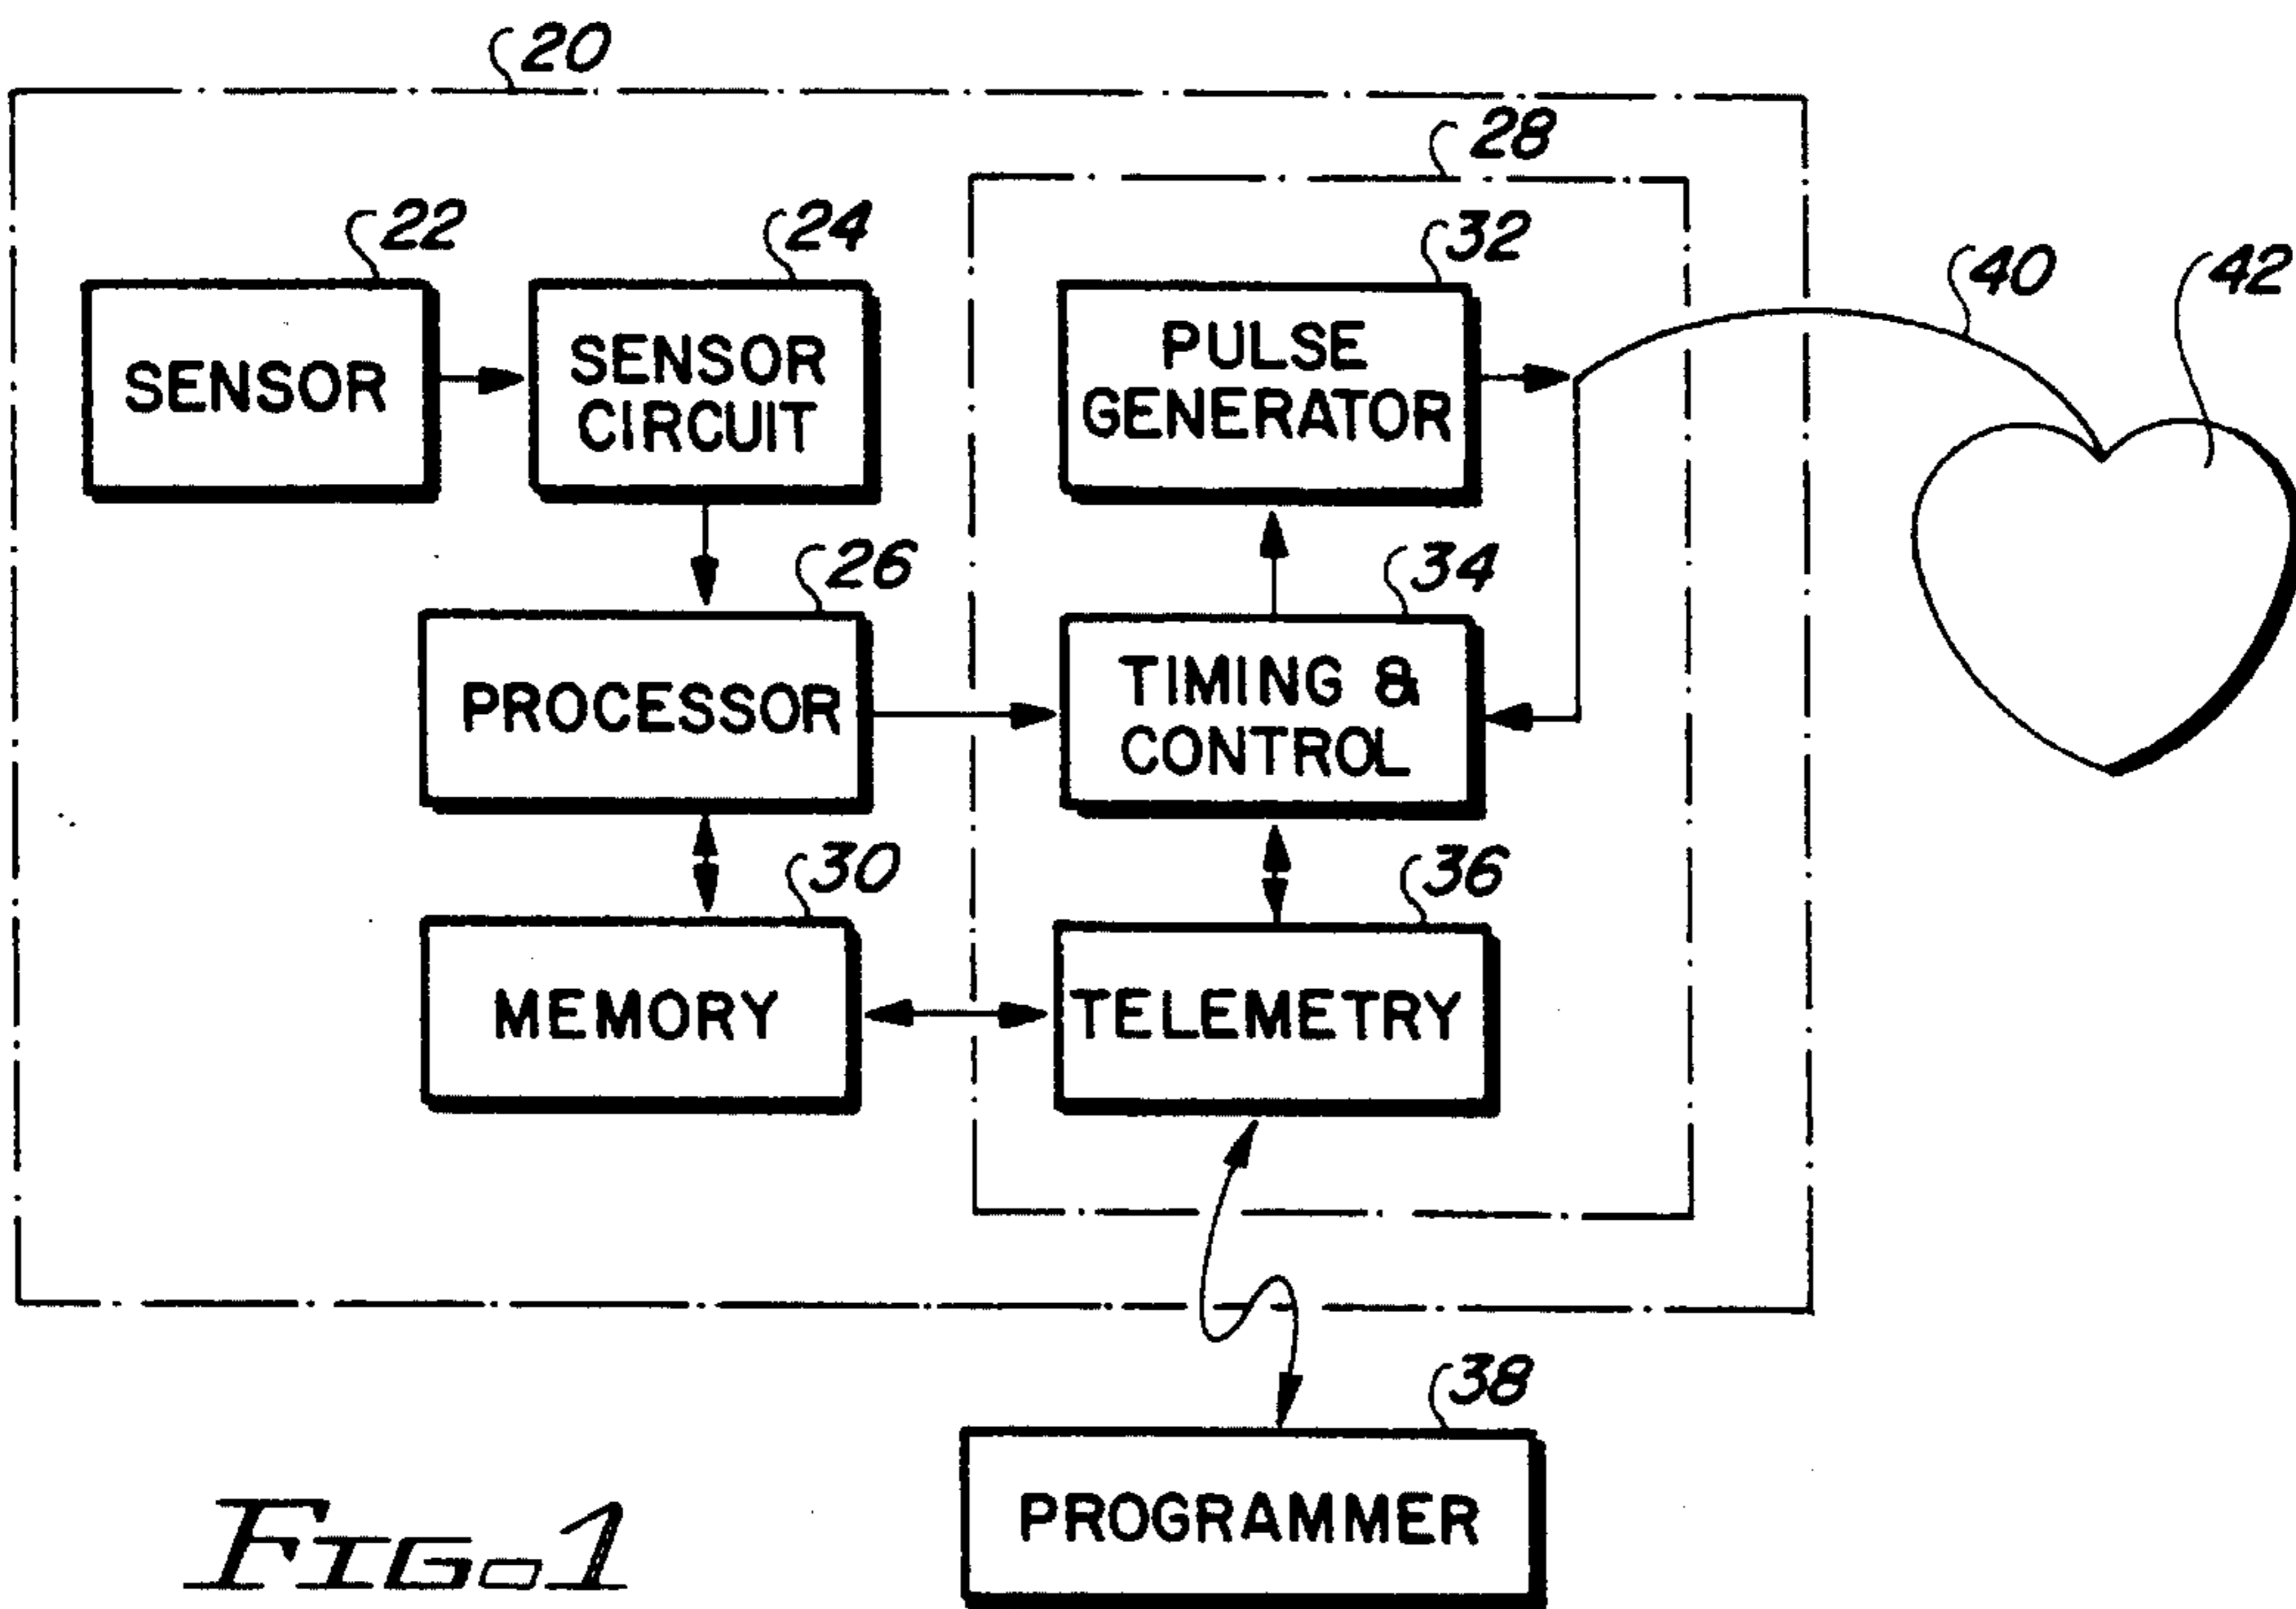 20
28
22
24
32
40
42
SENSOR
SENSOR
CIRCUIT
PULSE
GENERATOR
26
34
PROCESSOR
TIMING &
CONTROL
30
36
MEMORY
TELEMETRY
38
PROGRAMMER
FIG. 1